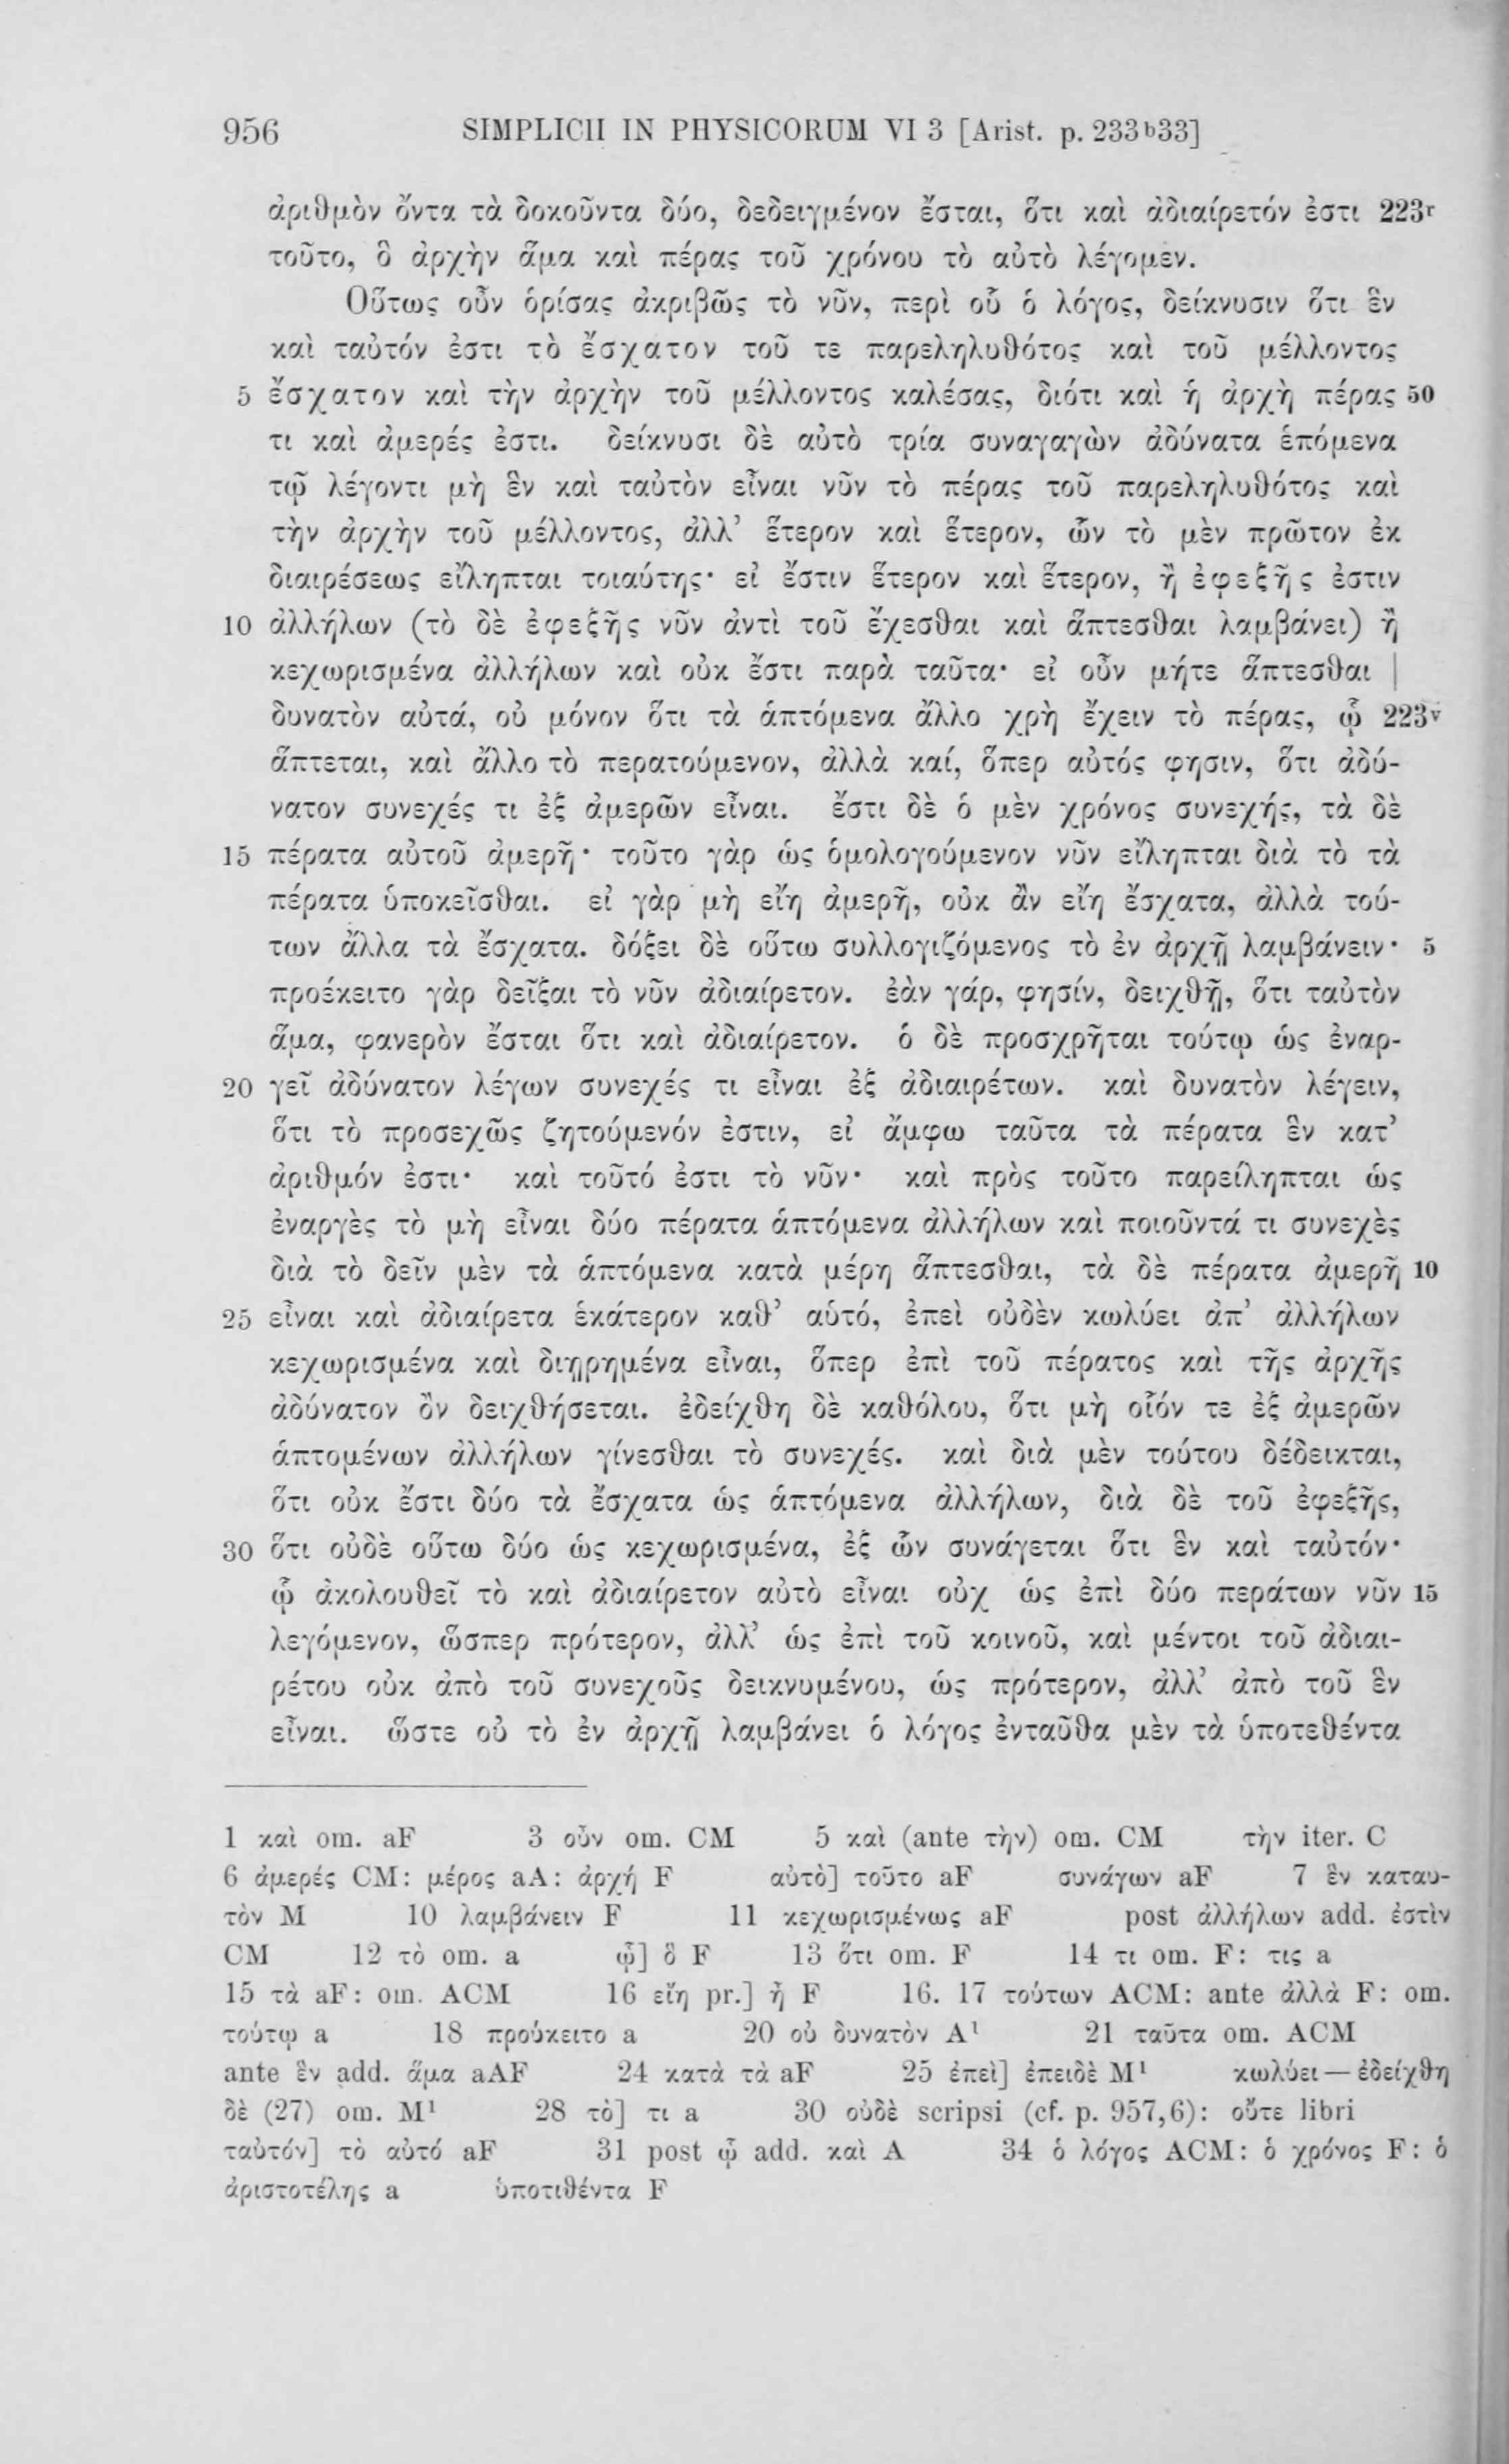 956 SIMPLICII IN PHYSICORUM VI 3 [Arist. p. 233ᵇ33]
ἀριθμὸν ὄντα τὰ δοκοῦντα δύο, δεδειγμένον ἔσται, ὅτι καὶ ἀδιαίρετόν ἐστι 223ʳ
τοῦτο, ὃ ἀρχὴν ἅμα καὶ πέρας τοῦ χρόνου τὸ αὐτὸ λέγομεν.
Οὕτως οὖν ὁρίσας ἀκριβῶς τὸ νῦν, περὶ οὗ ὁ λόγος, δείκνυσιν ὅτι ἓν
καὶ ταὐτόν ἐστι τὸ ἔσχατον τοῦ τε παρεληλυθότος καὶ τοῦ μέλλοντος
5 ἔσχατον καὶ τὴν ἀρχὴν τοῦ μέλλοντος καλέσας, διότι καὶ ἡ ἀρχὴ πέρας 50
τι καὶ ἀμερές ἐστι. δείκνυσι δὲ αὐτὸ τρία συναγαγὼν ἀδύνατα ἑπόμενα
τῷ λέγοντι μὴ ἓν καὶ ταὐτὸν εἶναι νῦν τὸ πέρας τοῦ παρεληλυθότος καὶ
τὴν ἀρχὴν τοῦ μέλλοντος, ἀλλ’ ἕτερον καὶ ἕτερον, ὧν τὸ μὲν πρῶτον ἐκ
διαιρέσεως εἴληπται τοιαύτης· εἰ ἔστιν ἕτερον καὶ ἕτερον, ἢ ἐφεξῆς ἐστιν
10 ἀλλήλων (τὸ δὲ ἐφεξῆς νῦν ἀντὶ τοῦ ἔχεσθαι καὶ ἅπτεσθαι λαμβάνει) ἢ
κεχωρισμένα ἀλλήλων καὶ οὐκ ἔστι παρὰ ταῦτα· εἰ οὖν μήτε ἅπτεσθαι |
δυνατὸν αὐτά, οὐ μόνον ὅτι τὰ ἁπτόμενα ἄλλο χρὴ ἔχειν τὸ πέρας, ᾧ 223ᵛ
ἅπτεται, καὶ ἄλλο τὸ περατούμενον, ἀλλὰ καί, ὅπερ αὐτός φησιν, ὅτι ἀδύ-
νατον συνεχές τι ἐξ ἀμερῶν εἶναι. ἔστι δὲ ὁ μὲν χρόνος συνεχής, τὰ δὲ
15 πέρατα αὐτοῦ ἀμερῆ· τοῦτο γὰρ ὡς ὁμολογούμενον νῦν εἴληπται διὰ τὸ τὰ
πέρατα ὑποκεῖσθαι. εἰ γὰρ μὴ εἴη ἀμερῆ, οὐκ ἂν εἴη ἔσχατα, ἀλλὰ τού-
των ἄλλα τὰ ἔσχατα. δόξει δὲ οὕτω συλλογιζόμενος τὸ ἐν ἀρχῇ λαμβάνειν· 5
προέκειτο γὰρ δεῖξαι τὸ νῦν ἀδιαίρετον. ἐὰν γάρ, φησίν, δειχθῇ, ὅτι ταὐτὸν
ἅμα, φανερὸν ἔσται ὅτι καὶ ἀδιαίρετον. ὁ δὲ προσχρῆται τούτῳ ὡς ἐναρ-
20 γεῖ ἀδύνατον λέγων συνεχές τι εἶναι ἐξ ἀδιαιρέτων. καὶ δυνατὸν λέγειν,
ὅτι τὸ προσεχῶς ζητούμενόν ἐστιν, εἰ ἄμφω ταῦτα τὰ πέρατα ἓν κατ’
ἀριθμόν ἐστι· καὶ τοῦτό ἐστι τὸ νῦν· καὶ πρὸς τοῦτο παρείληπται ὡς
ἐναργὲς τὸ μὴ εἶναι δύο πέρατα ἁπτόμενα ἀλλήλων καὶ ποιοῦντά τι συνεχὲς
διὰ τὸ δεῖν μὲν τὰ ἁπτόμενα κατὰ μέρη ἅπτεσθαι, τὰ δὲ πέρατα ἀμερῆ 10
25 εἶναι καὶ ἀδιαίρετα ἑκάτερον καθ’ αὑτό, ἐπεὶ οὐδὲν κωλύει ἀπ’ ἀλλήλων
κεχωρισμένα καὶ διῃρημένα εἶναι, ὅπερ ἐπὶ τοῦ πέρατος καὶ τῆς ἀρχῆς
ἀδύνατον ὂν δειχθήσεται. ἐδείχθη δὲ καθόλου, ὅτι μὴ οἷόν τε ἐξ ἀμερῶν
ἁπτομένων ἀλλήλων γίνεσθαι τὸ συνεχές. καὶ διὰ μὲν τούτου δέδεικται,
ὅτι οὐκ ἔστι δύο τὰ ἔσχατα ὡς ἁπτόμενα ἀλλήλων, διὰ δὲ τοῦ ἐφεξῆς,
30 ὅτι οὐδὲ οὕτω δύο ὡς κεχωρισμένα, ἐξ ὧν συνάγεται ὅτι ἓν καὶ ταὐτόν·
ᾧ ἀκολουθεῖ τὸ καὶ ἀδιαίρετον αὐτὸ εἶναι οὐχ ὡς ἐπὶ δύο περάτων νῦν 15
λεγόμενον, ὥσπερ πρότερον, ἀλλ’ ὡς ἐπὶ τοῦ κοινοῦ, καὶ μέντοι τοῦ ἀδιαι-
ρέτου οὐκ ἀπὸ τοῦ συνεχοῦς δεικνυμένου, ὡς πρότερον, ἀλλ’ ἀπὸ τοῦ ἓν
εἶναι. ὥστε οὐ τὸ ἐν ἀρχῇ λαμβάνει ὁ λόγος ἐνταῦθα μὲν τὰ ὑποτεθέντα
1 καὶ om. aF 3 οὖν om. CM 5 καὶ (ante τὴν) om. CM τὴν iter. C
6 ἀμερές CM: μέρος aA: ἀρχή F αὐτὸ] τοῦτο aF συνάγων aF 7 ἓν καταυ-
τὸν M 10 λαμβάνειν F 11 κεχωρισμένως aF post ἀλλήλων add. ἐστὶν
CM 12 τὸ om. a ᾧ] ὃ F 13 ὅτι om. F 14 τι om. F: τις a
15 τὰ aF: om. ACM 16 εἴη pr.] ᾖ F 16. 17 τούτων ACM: ante ἀλλὰ F: om.
τούτῳ a 18 προύκειτο a 20 οὐ δυνατὸν A¹ 21 ταῦτα om. ACM
ante ἓν add. ἅμα aAF 24 κατὰ τὰ aF 25 ἐπεὶ] ἐπειδὲ M¹ κωλύει — ἐδείχθη
δὲ (27) om. M¹ 28 τὸ] τι a 30 οὐδὲ scripsi (cf. p. 957,6): οὔτε libri
ταὐτόν] τὸ αὐτό aF 31 post ᾧ add. καὶ A 34 ὁ λόγος ACM: ὁ χρόνος F: ὁ
ἀριστοτέλης a ὑποτιθέντα F